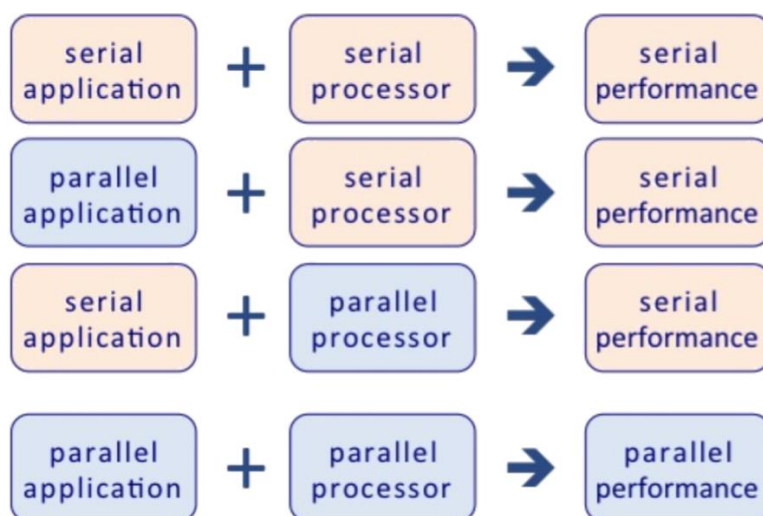 serial application + serial processor ➔ serial performance
parallel application + serial processor ➔ serial performance
serial application + parallel processor ➔ serial performance
parallel application + parallel processor ➔ parallel performance